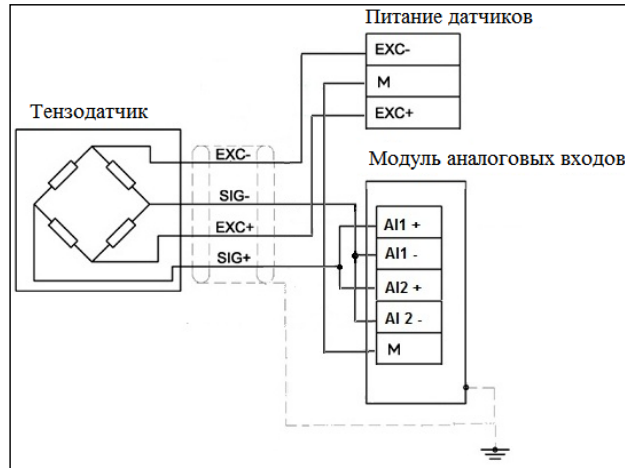 Питание датчиков
EXC-
M
EXC+
Тензодатчик
EXC-
SIG-
EXC+
SIG+
Модуль аналоговых входов
AI1 +
AI1 -
AI2 +
AI 2 -
M